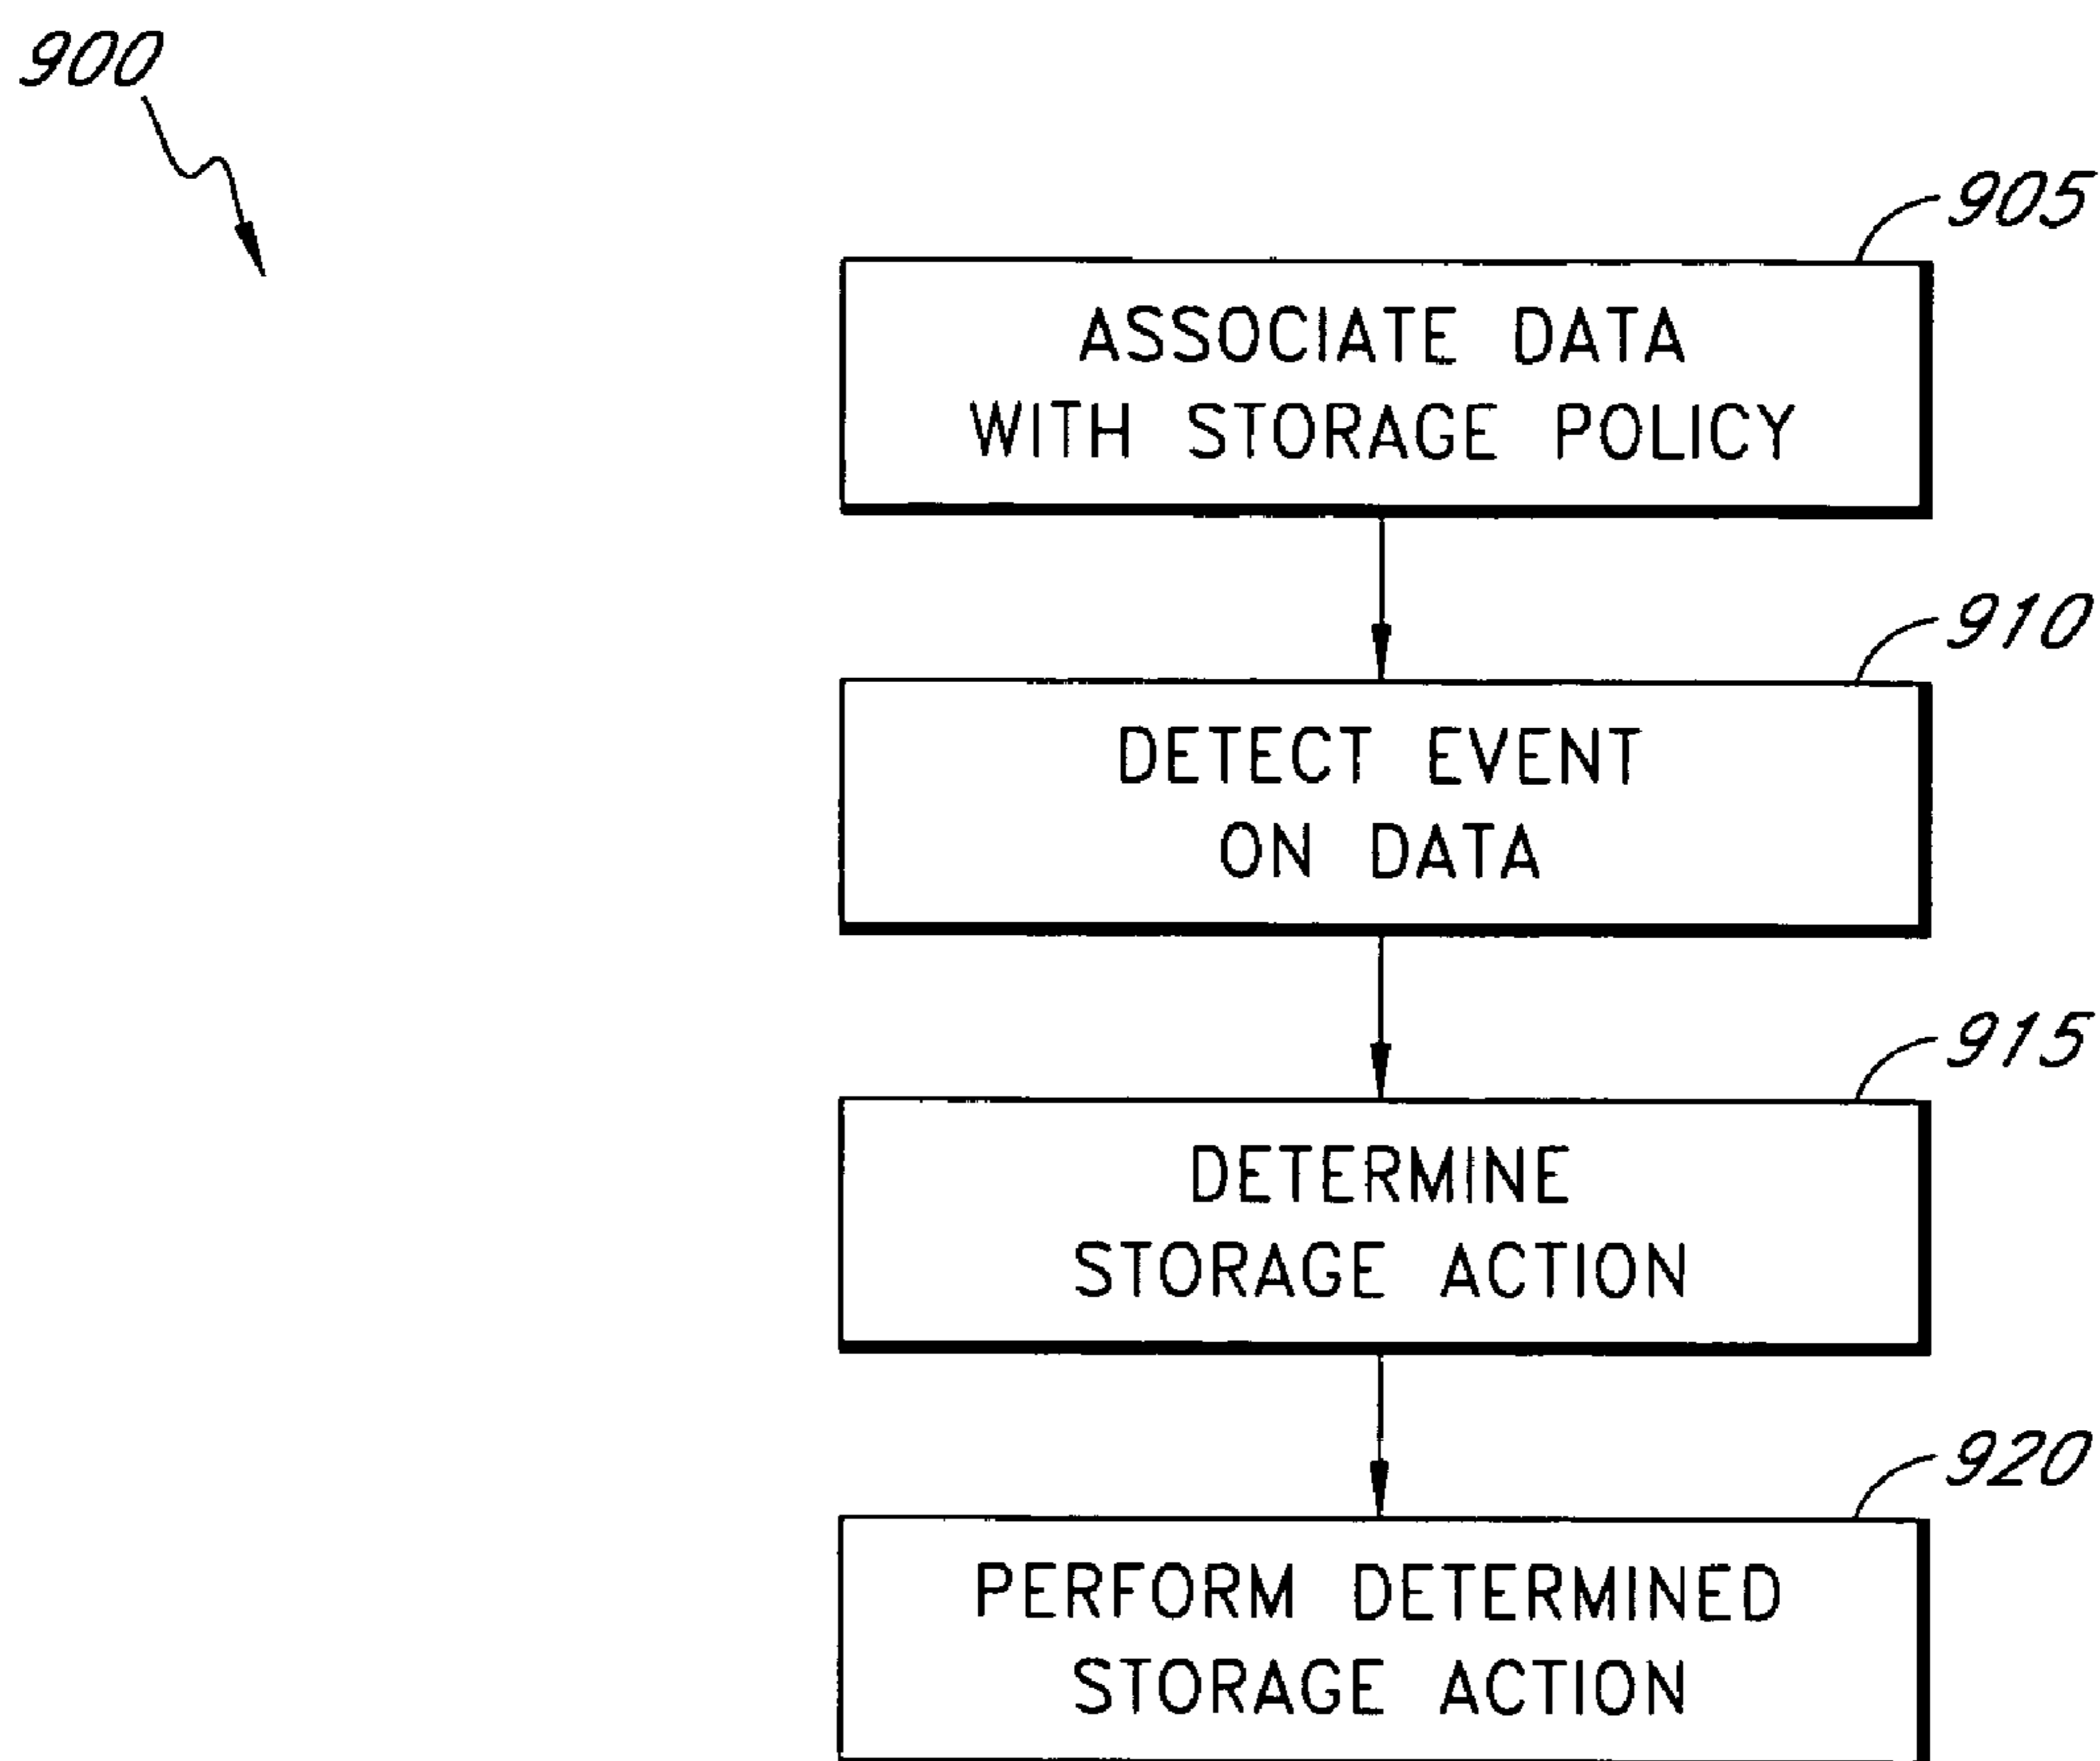 900
905
ASSOCIATE DATA
WITH STORAGE POLICY
910
DETECT EVENT
ON DATA
915
DETERMINE
STORAGE ACTION
920
PERFORM DETERMINED
STORAGE ACTION